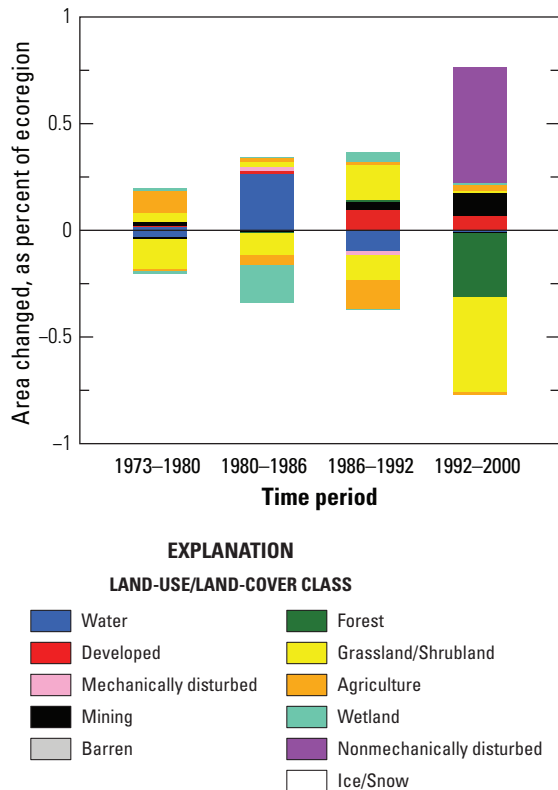 Area changed, as percent of ecoregion
1
0.5
0
−0.5
−1
1973–1980 1980–1986 1986–1992 1992–2000
Time period
EXPLANATION
LAND-USE/LAND-COVER CLASS
Water
Developed
Mechanically disturbed
Mining
Barren
Forest
Grassland/Shrubland
Agriculture
Wetland
Nonmechanically disturbed
Ice/Snow